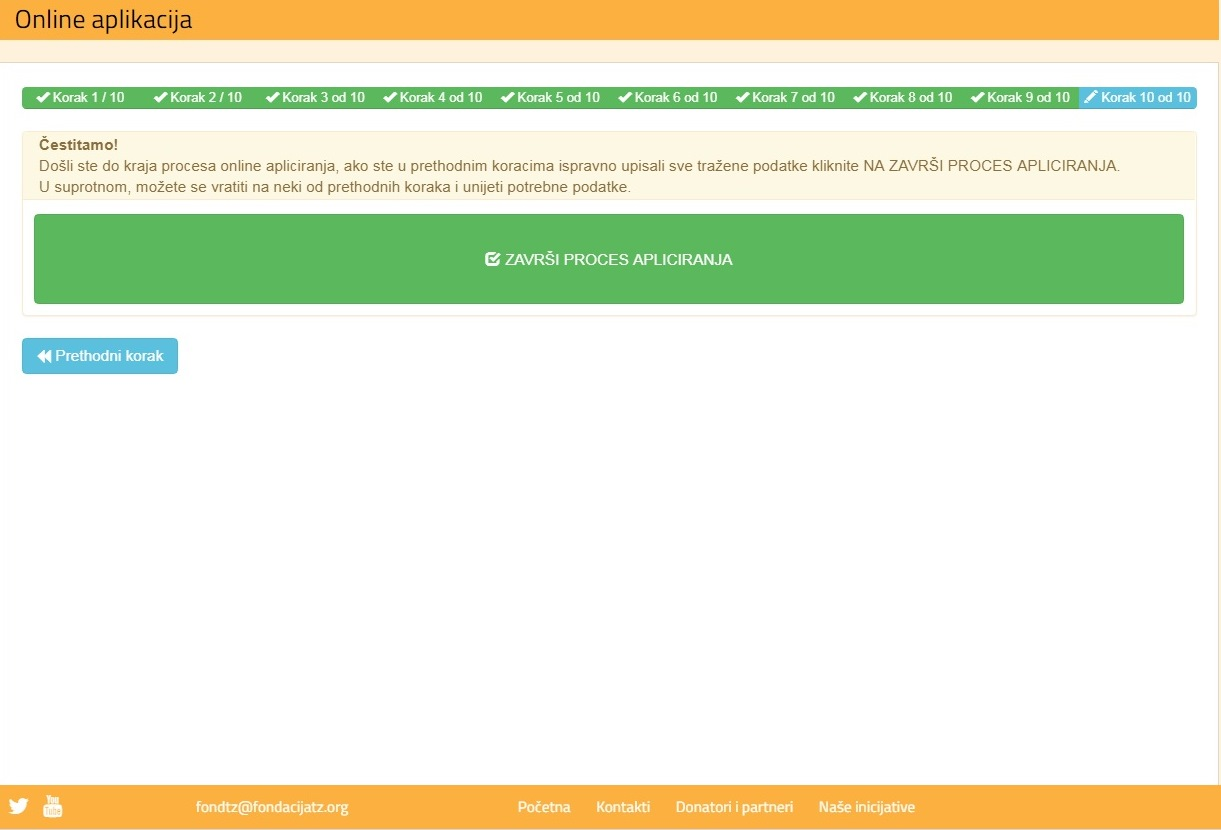 Online aplikacija
Korak 1 / 10 Korak 2 / 10 Korak 3 od 10 Korak 4 od 10 Korak 5 od 10 Korak 6 od 10 Korak 7 od 10 Korak 8 od 10 Korak 9 od 10 Korak 10 od 10
Čestitamo!
Došli ste do kraja procesa online apliciranja, ako ste u prethodnim koracima ispravno upisali sve tražene podatke kliknite NA ZAVRŠI PROCES APLICIRANJA.
U suprotnom, možete se vratiti na neki od prethodnih koraka i unijeti potrebne podatke.
ZAVRŠI PROCES APLICIRANJA
Prethodni korak
You Tube fondtz@fondacijatz.org Početna Kontakti Donatori i partneri Naše inicijative